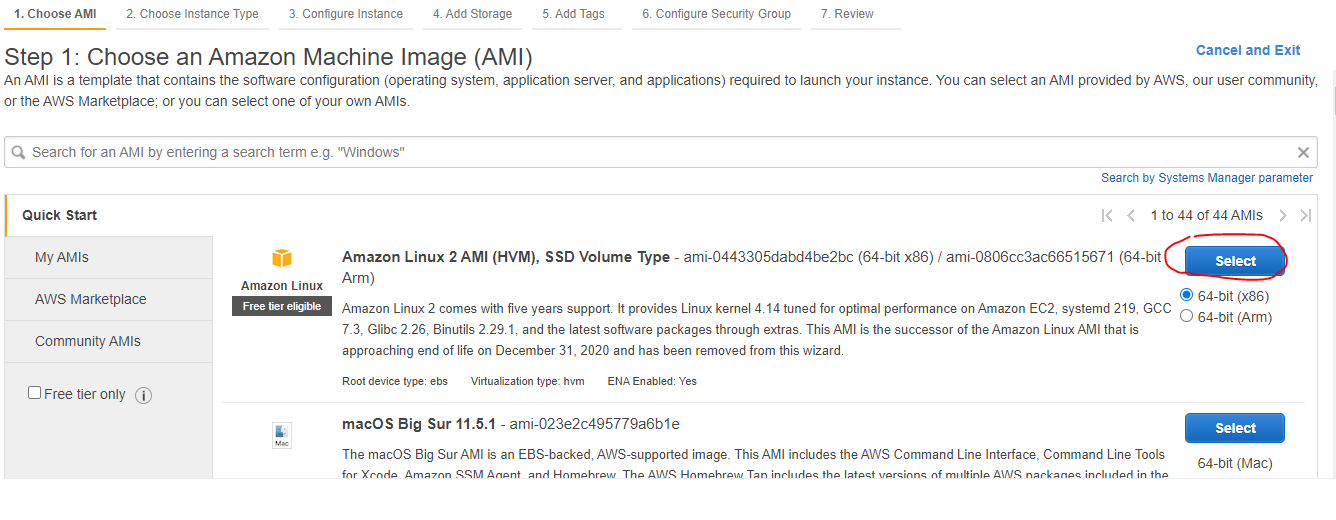 1. Choose AMI 2. Choose Instance Type 3. Configure Instance 4. Add Storage 5. Add Tags 6. Configure Security Group 7. Review
Step 1: Choose an Amazon Machine Image (AMI)
Cancel and Exit
An AMI is a template that contains the software configuration (operating system, application server, and applications) required to launch your instance. You can select an AMI provided by AWS, our user community,
or the AWS Marketplace; or you can select one of your own AMIs.
Search for an AMI by entering a search term e.g. "Windows"
Search by Systems Manager parameter
Quick Start
1 to 44 of 44 AMIs
My AMIs
AWS Marketplace
Community AMIs
Free tier only
Amazon Linux
Free tier eligible
Amazon Linux 2 AMI (HVM), SSD Volume Type - ami-0443305dabd4be2bc (64-bit x86) / ami-0806cc3ac66515671 (64-bit
Arm)
Amazon Linux 2 comes with five years support. It provides Linux kernel 4.14 tuned for optimal performance on Amazon EC2, systemd 219, GCC
7.3, Glibc 2.26, Binutils 2.29.1, and the latest software packages through extras. This AMI is the successor of the Amazon Linux AMI that is
approaching end of life on December 31, 2020 and has been removed from this wizard.
Root device type: ebs Virtualization type: hvm ENA Enabled: Yes
Select
64-bit (x86)
64-bit (Arm)
Mac
macOS Big Sur 11.5.1 - ami-023e2c495779a6b1e
The macOS Big Sur AMI is an EBS-backed, AWS-supported image. This AMI includes the AWS Command Line Interface, Command Line Tools
for Xcode, Amazon SSM Agent, and Homebrew. The AWS Homebrew Tap includes the latest versions of multiple AWS packages included in the
Select
64-bit (Mac)